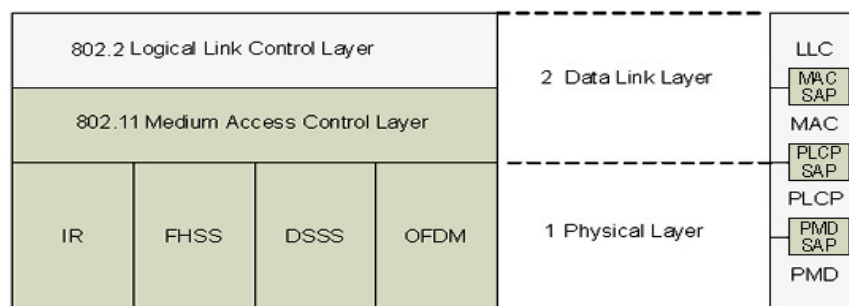 802.2 Logical Link Control Layer
802.11 Medium Access Control Layer
IR
FHSS
DSSS
OFDM
2 Data Link Layer
1 Physical Layer
LLC
MAC
SAP
MAC
PLCP
SAP
PLCP
PMD
SAP
PMD